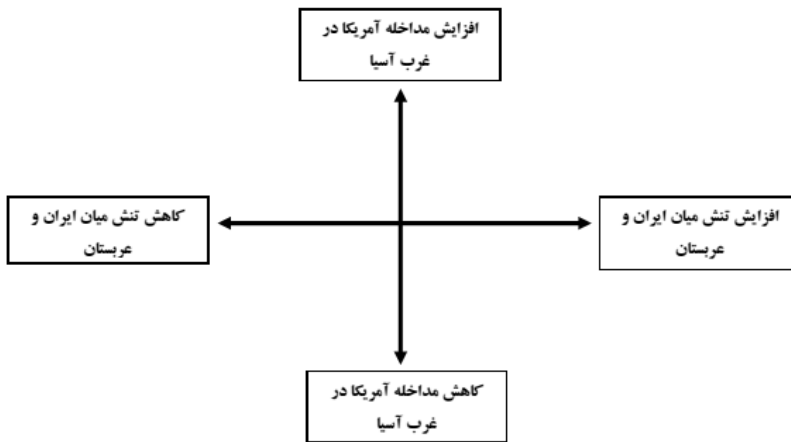 افزایش مداخله آمریکا در
غرب آسیا
افزایش تنش میان ایران و
عربستان
کاهش تنش میان ایران و
عربستان
کاهش مداخله آمریکا در
غرب آسیا